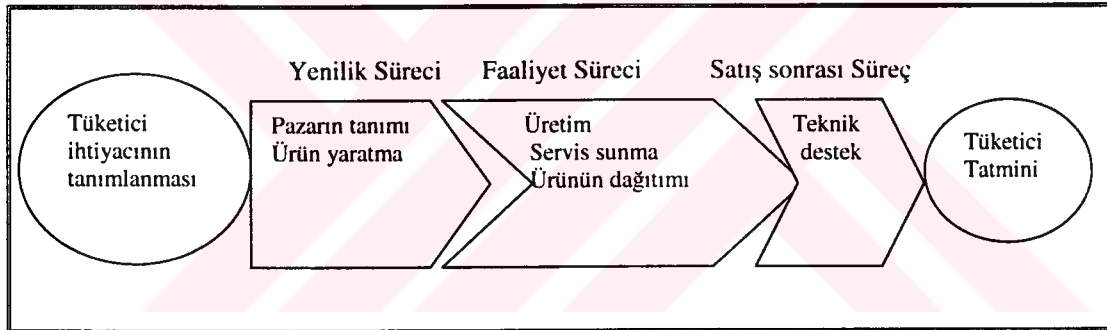 Yenilik Süreci
Faaliyet Süreci
Satış sonrası Süreç
Tüketici
ihtiyacının
tanımlanması
Pazarın tanımı
Ürün yaratma
Üretim
Servis sunma
Ürünün dağıtımı
Teknik
destek
Tüketici
Tatmini